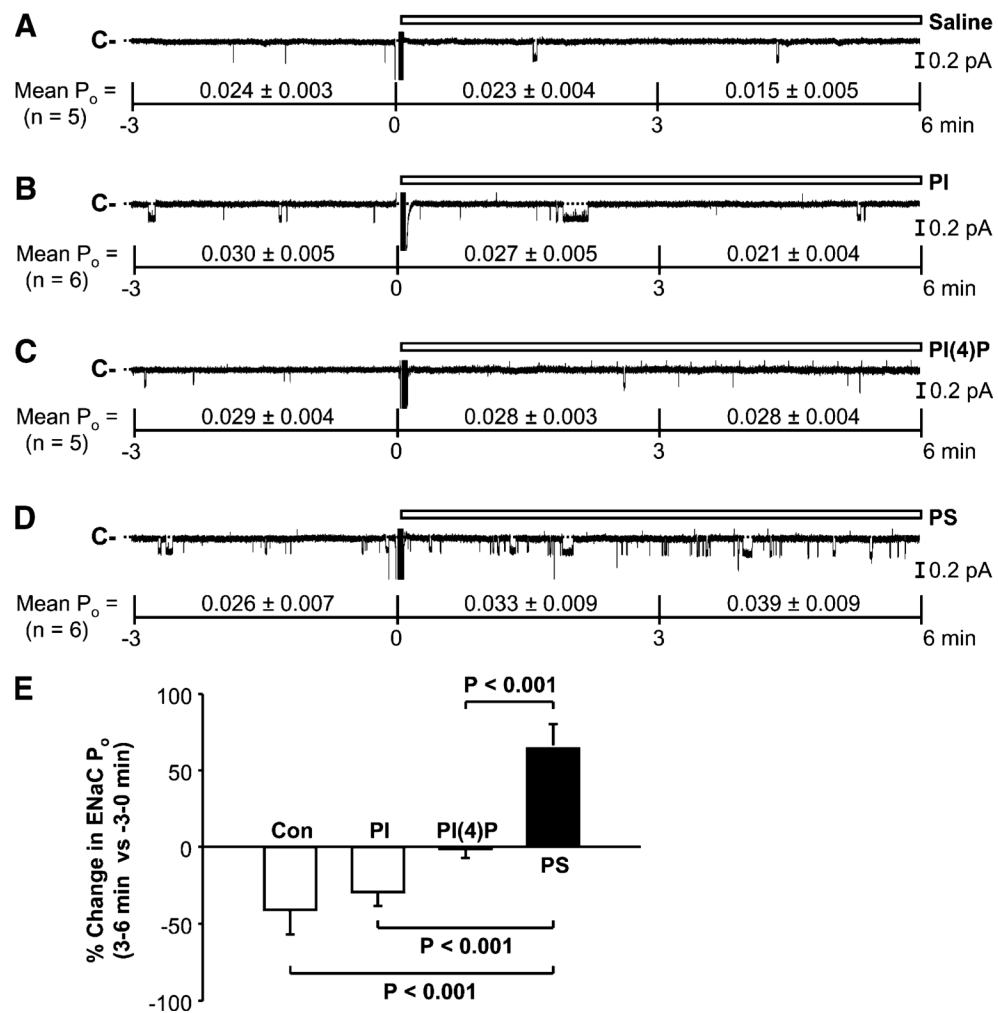 A
Saline
C-
0.2 pA
Mean Po =
(n = 5)
0.024 ± 0.003
0.023 ± 0.004
0.015 ± 0.005
-3
0
3
6 min
B
PI
C-
0.2 pA
Mean Po =
(n = 6)
0.030 ± 0.005
0.027 ± 0.005
0.021 ± 0.004
-3
0
3
6 min
C
PI(4)P
C-
0.2 pA
Mean Po =
(n = 5)
0.029 ± 0.004
0.028 ± 0.003
0.028 ± 0.004
-3
0
3
6 min
D
PS
C-
0.2 pA
Mean Po =
(n = 6)
0.026 ± 0.007
0.033 ± 0.009
0.039 ± 0.009
-3
0
3
6 min
E
% Change in ENaC Po
(3-6 min vs -3-0 min)
100
50
0
-50
-100
Con
PI
PI(4)P
PS
P < 0.001
P < 0.001
P < 0.001